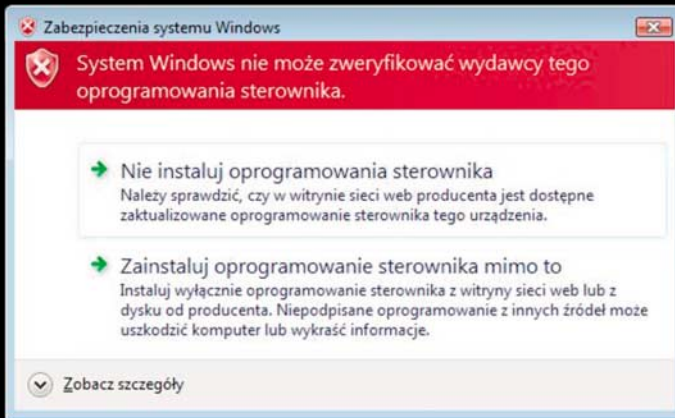 Zabezpieczenia systemu Windows
System Windows nie może zweryfikować wydawcy tego
oprogramowania sterownika.
Nie instaluj oprogramowania sterownika
Należy sprawdzić, czy w witrynie sieci web producenta jest dostępne
zaktualizowane oprogramowanie sterownika tego urządzenia.
Zainstaluj oprogramowanie sterownika mimo to
Instaluj wyłącznie oprogramowanie sterownika z witryny sieci web lub z
dysku od producenta. Niepodpisane oprogramowanie z innych źródeł może
uszkodzić komputer lub wykraść informacje.
Zobacz szczegóły